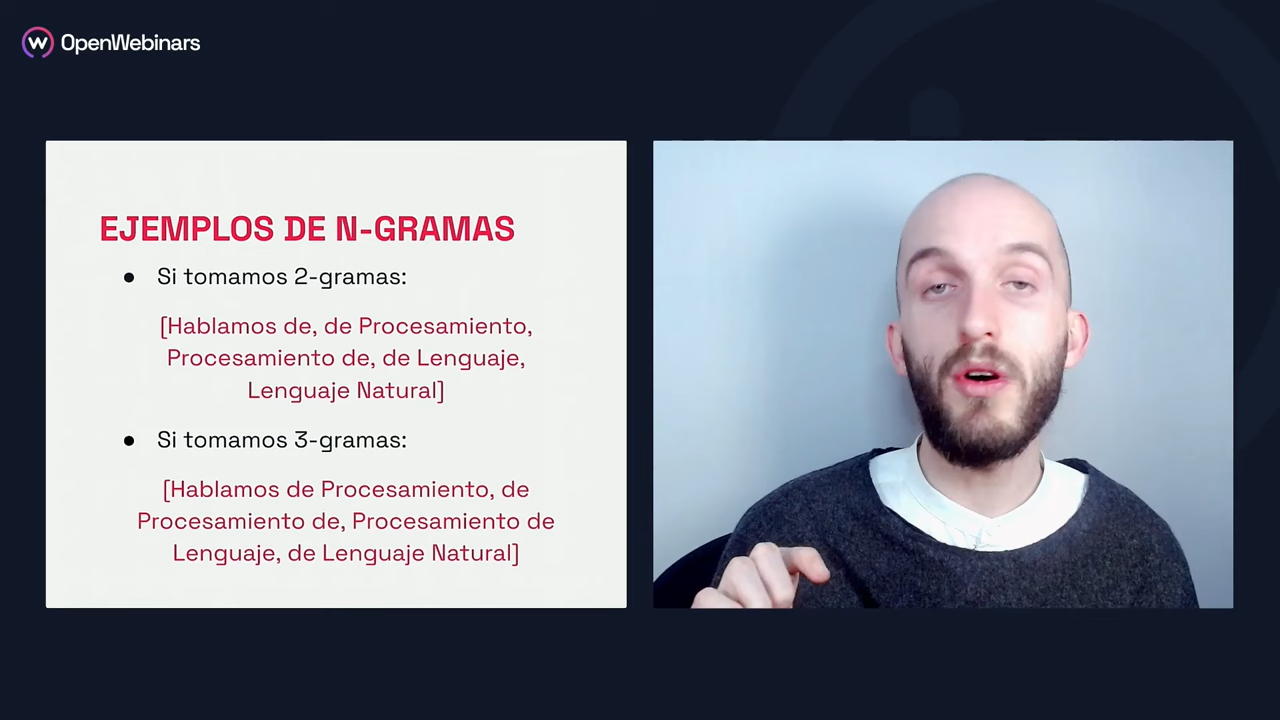 OpenWebinars
EJEMPLOS DE N-GRAMAS
● Si tomamos 2-gramas:
[Hablamos de, de Procesamiento,
Procesamiento de, de Lenguaje,
Lenguaje Natural]
● Si tomamos 3-gramas:
[Hablamos de Procesamiento, de
Procesamiento de, Procesamiento de
Lenguaje, de Lenguaje Natural]